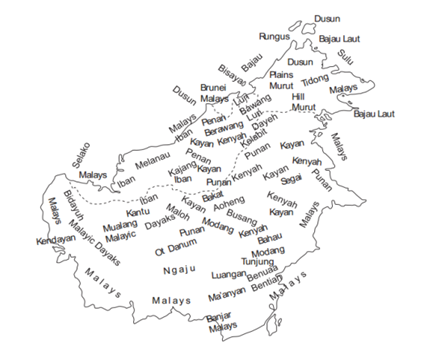 Dusun
Rungus
Bajau Laut
Sulu
Bajau
Bisaya
Dusun
Plains
Murut
Tidong
Malays
Dusun
Brunei
Malays
Lun
Bawang
Hill
Murut
Bajau Laut
Malays
Iban
Penan
Berawang
Lun
Dayeh
Kelabit
Kayan
Kenyah
Selako
Malays
Melanau
Iban
Penan
Kajang
Kayan
Iban
Punan
Punan
Kenyah
Kayan
Kenyah
Kayan
Segai
Punan
Malays
Bidayuh
Malays
Kendayan
Malayic Dayaks
Iban
Kantu
Mualang
Malayic
Dayaks
Maloh
Kayan
Bakat
Aoheng
Busang
Kenyah
Kayan
Malays
Punan
Modang
Kenyah
Bahau
Modang
Ot Danum
Tunjung
Ngaju
Luangan
Benuaa
Bentian
Malays
Malays
Malays
Ma'anyan
Banjar
Malays